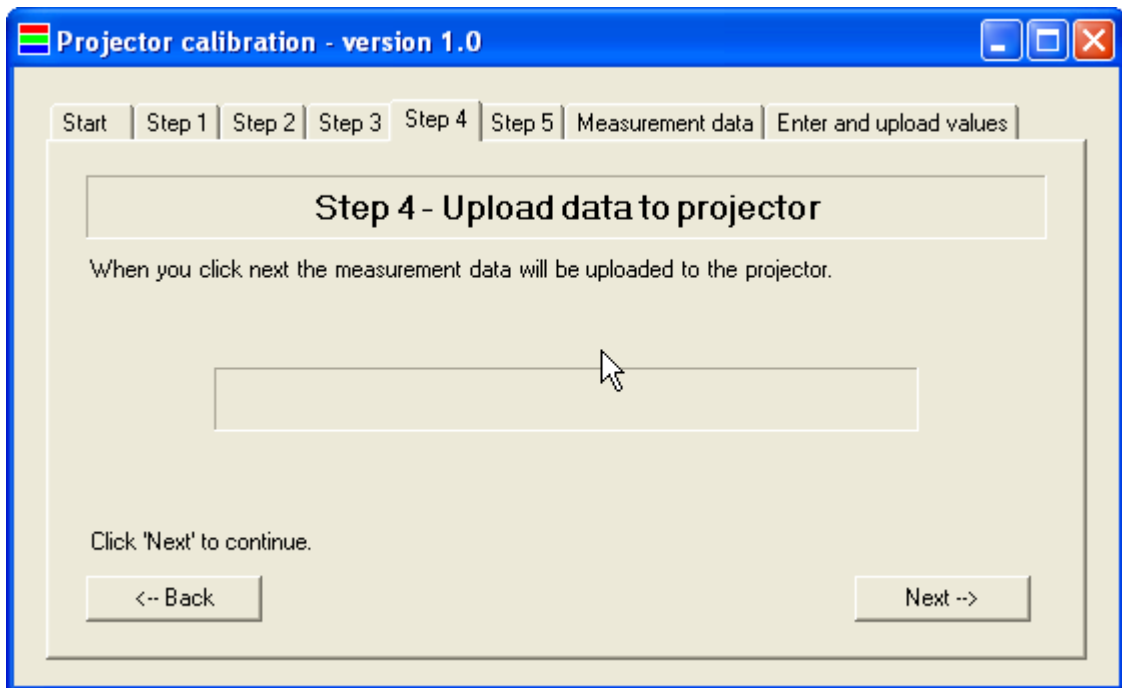 Projector calibration - version 1.0
Start Step 1 Step 2 Step 3 Step 4 Step 5 Measurement data Enter and upload values
Step 4 - Upload data to projector
When you click next the measurement data will be uploaded to the projector.
Click 'Next' to continue.
<-- Back Next -->